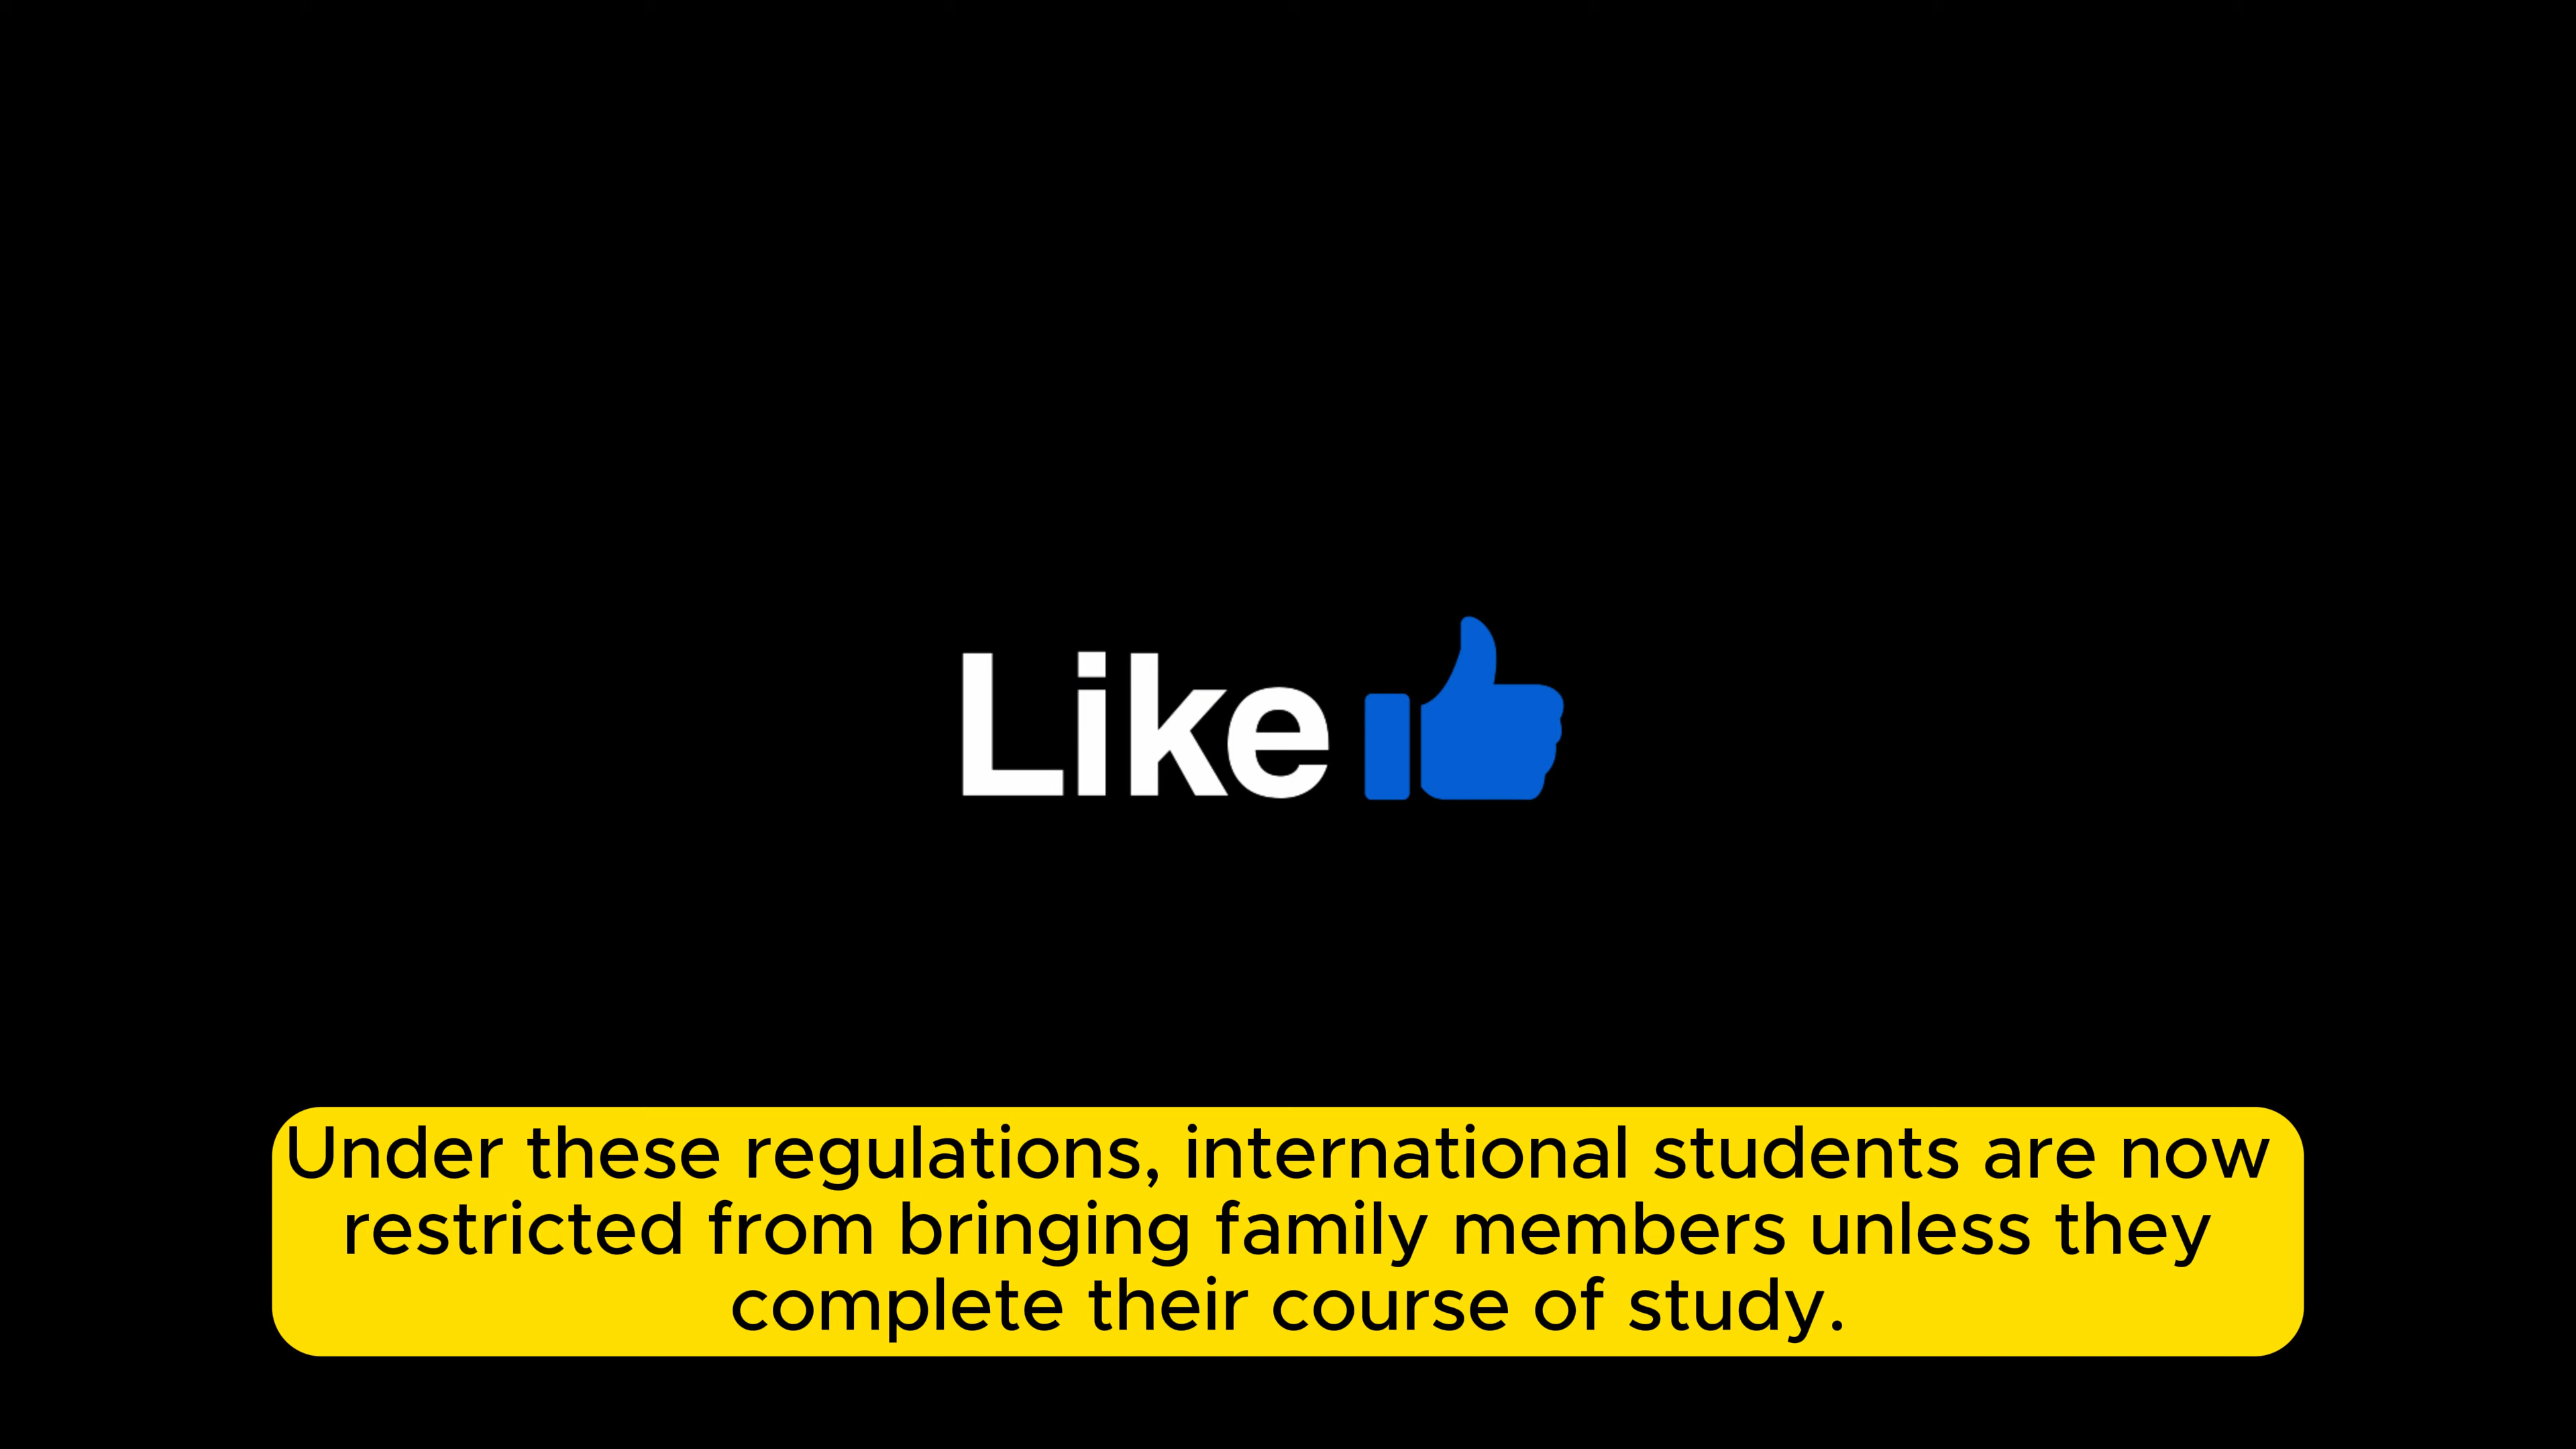 Like
Under these regulations, international students are now
restricted from bringing family members unless they
complete their course of study.